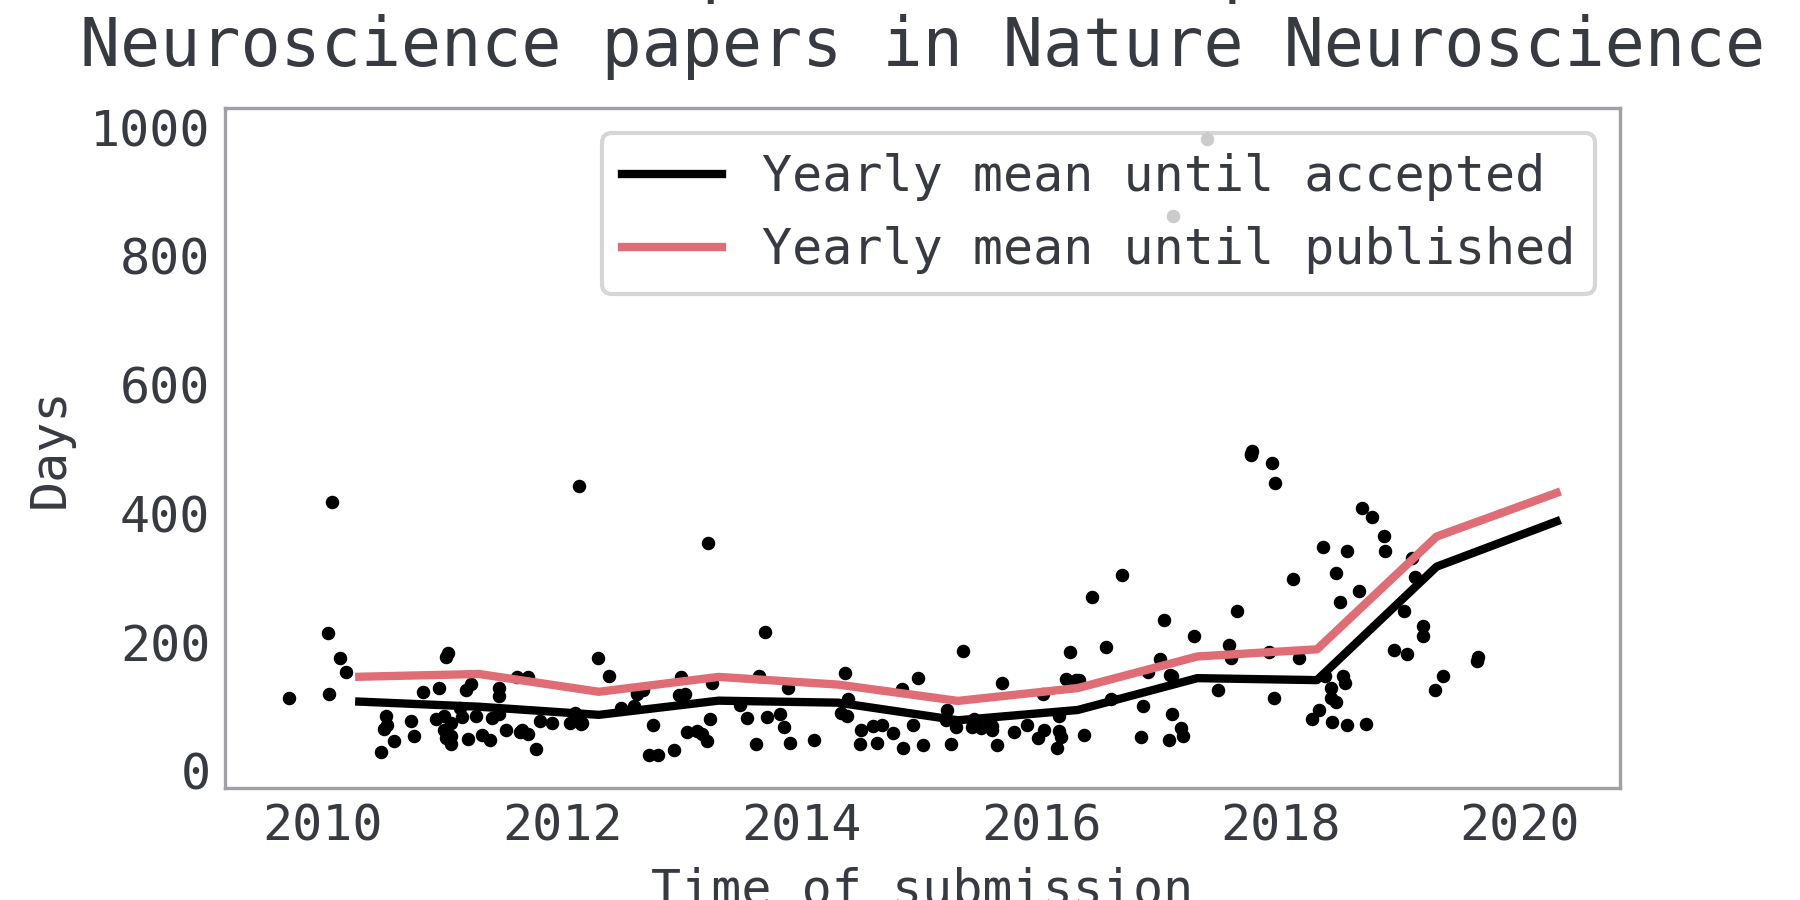 Neuroscience papers in Nature Neuroscience
1000
800
600
400
200
0
Days
Yearly mean until accepted
Yearly mean until published
2010 2012 2014 2016 2018 2020
Time of submission